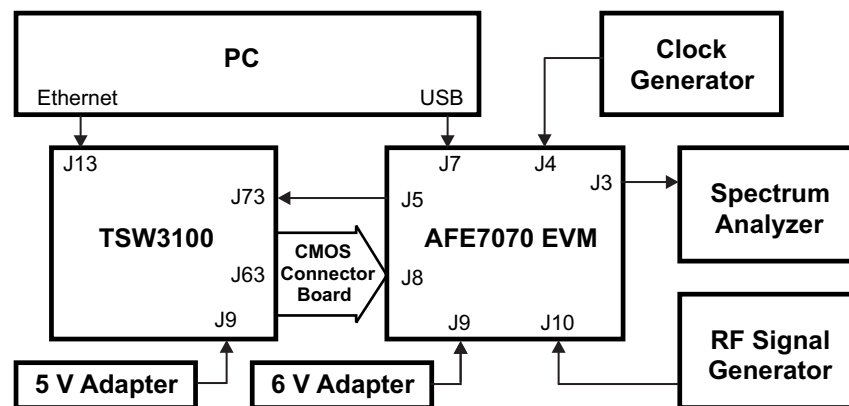 PC
Ethernet
USB
Clock
Generator
J13
J7
J4
J3
J73
J5
Spectrum
Analyzer
TSW3100
CMOS
Connector
Board
AFE7070 EVM
J63
J8
J9
J9
J10
RF Signal
Generator
5 V Adapter
6 V Adapter